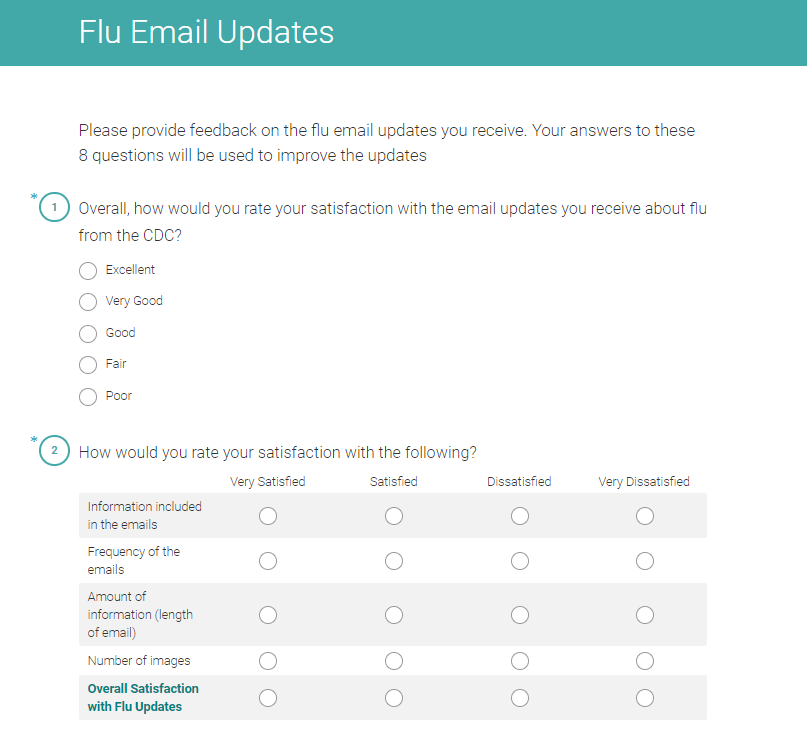 Flu Email Updates
Please provide feedback on the flu email updates you receive. Your answers to these
8 questions will be used to improve the updates
* 1 Overall, how would you rate your satisfaction with the email updates you receive about flu
from the CDC?
Excellent
Very Good
Good
Fair
Poor
* 2 How would you rate your satisfaction with the following?
Very Satisfied Satisfied Dissatisfied Very Dissatisfied
Information included
in the emails
Frequency of the
emails
Amount of
information (length
of email)
Number of images
Overall Satisfaction
with Flu Updates